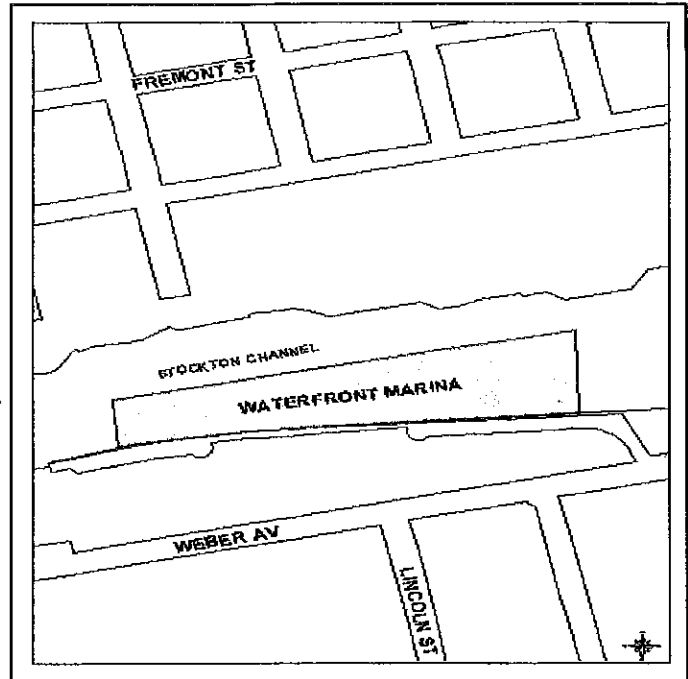 FREMONT ST
STOCKTON CHANNEL
WATERFRONT MARINA
WEBER AV
LINCOLN ST